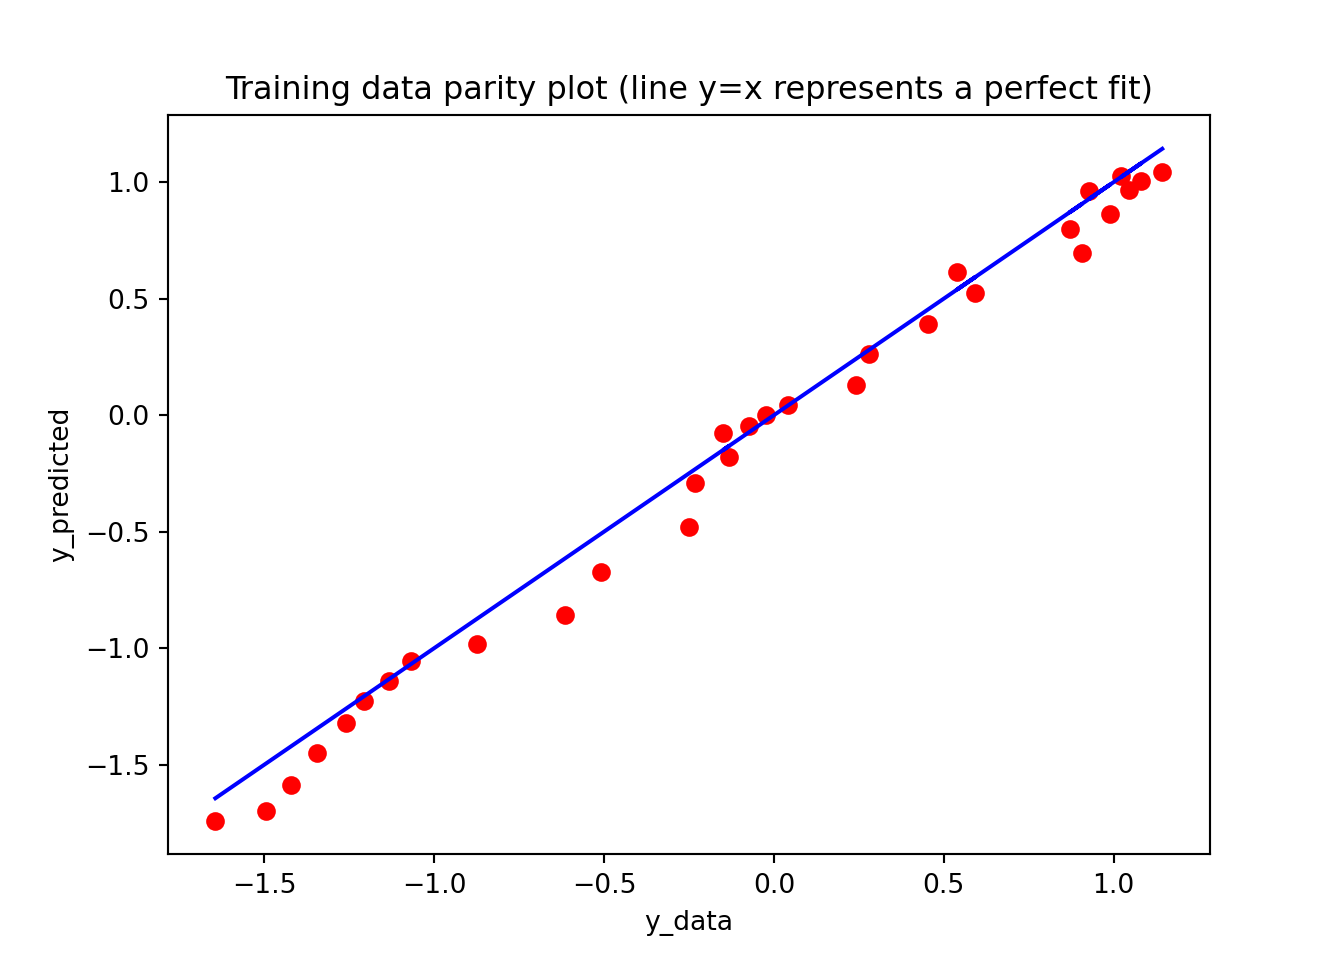 Training data parity plot (line y=x represents a perfect fit)
1.0
0.5
0.0
−0.5
−1.0
−1.5
y_predicted
−1.5 −1.0 −0.5 0.0 0.5 1.0
y_data